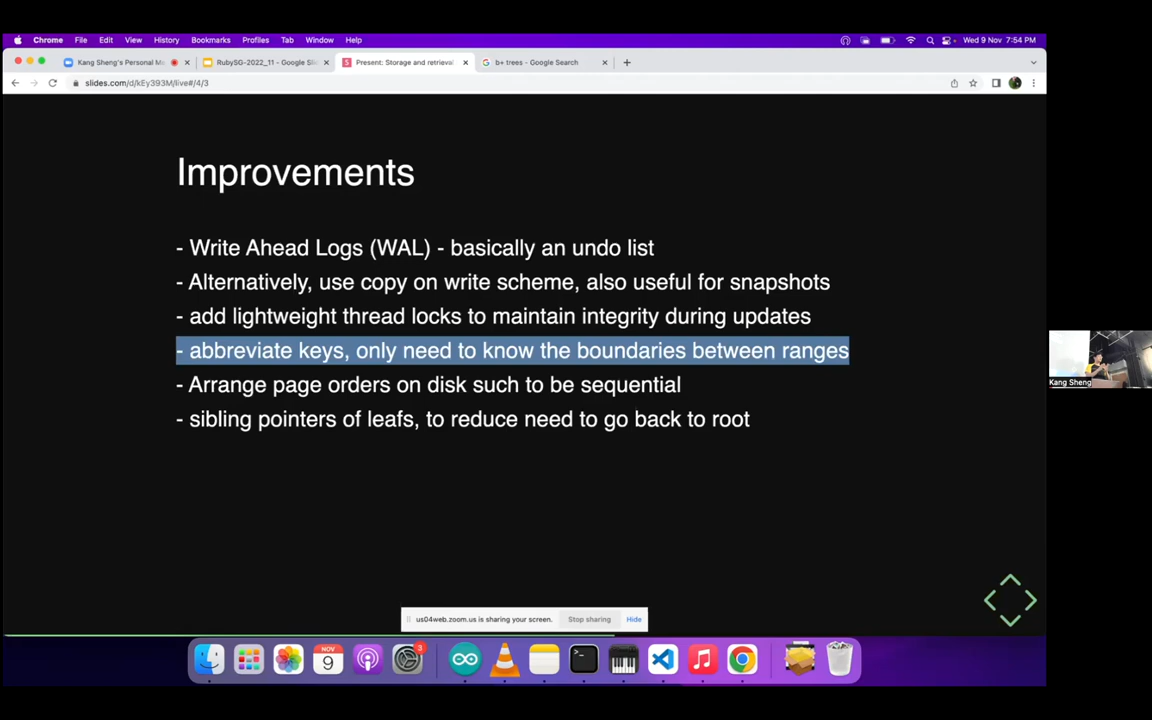 Chrome File Edit View History Bookmarks Profiles Tab Window Help Wed 9 Nov 7:54 PM
Kang Sheng's Personal Me RubySG-2022_11 - Google Sli Present: Storage and retrieval b+ trees - Google Search
slides.com/d/kEy393M/live#/4/3
Improvements
- Write Ahead Logs (WAL) - basically an undo list
- Alternatively, use copy on write scheme, also useful for snapshots
- add lightweight thread locks to maintain integrity during updates
- abbreviate keys, only need to know the boundaries between ranges
- Arrange page orders on disk such to be sequential
- sibling pointers of leafs, to reduce need to go back to root
Kang Sheng
us04web.zoom.us is sharing your screen. Stop sharing Hide
NOV
9
3